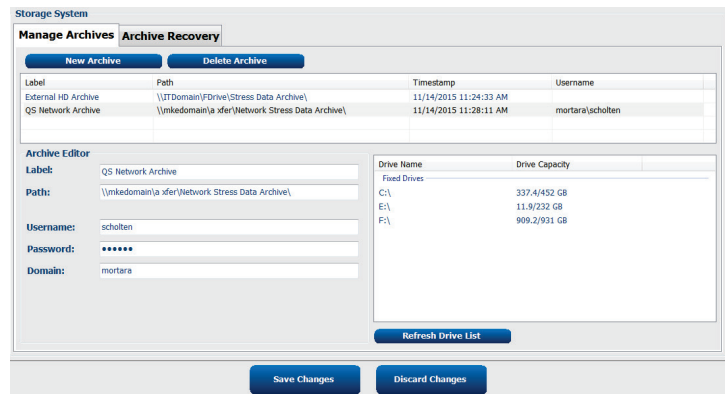 Storage System
Manage Archives Archive Recovery
New Archive Delete Archive
Label Path Timestamp Username
External HD Archive \\ITDomain\FDrive\Stress Data Archive\ 11/14/2015 11:24:33 AM
QS Network Archive \\mkedomain\a xfer\Network Stress Data Archive\ 11/14/2015 11:28:11 AM mortara\scholten
Archive Editor
Label: QS Network Archive
Path: \\mkedomain\a xfer\Network Stress Data Archive\
Username: scholten
Password: ••••••
Domain: mortara
Drive Name Drive Capacity
Fixed Drives
C:\ 337.4/452 GB
E:\ 11.9/232 GB
F:\ 909.2/931 GB
Refresh Drive List
Save Changes Discard Changes